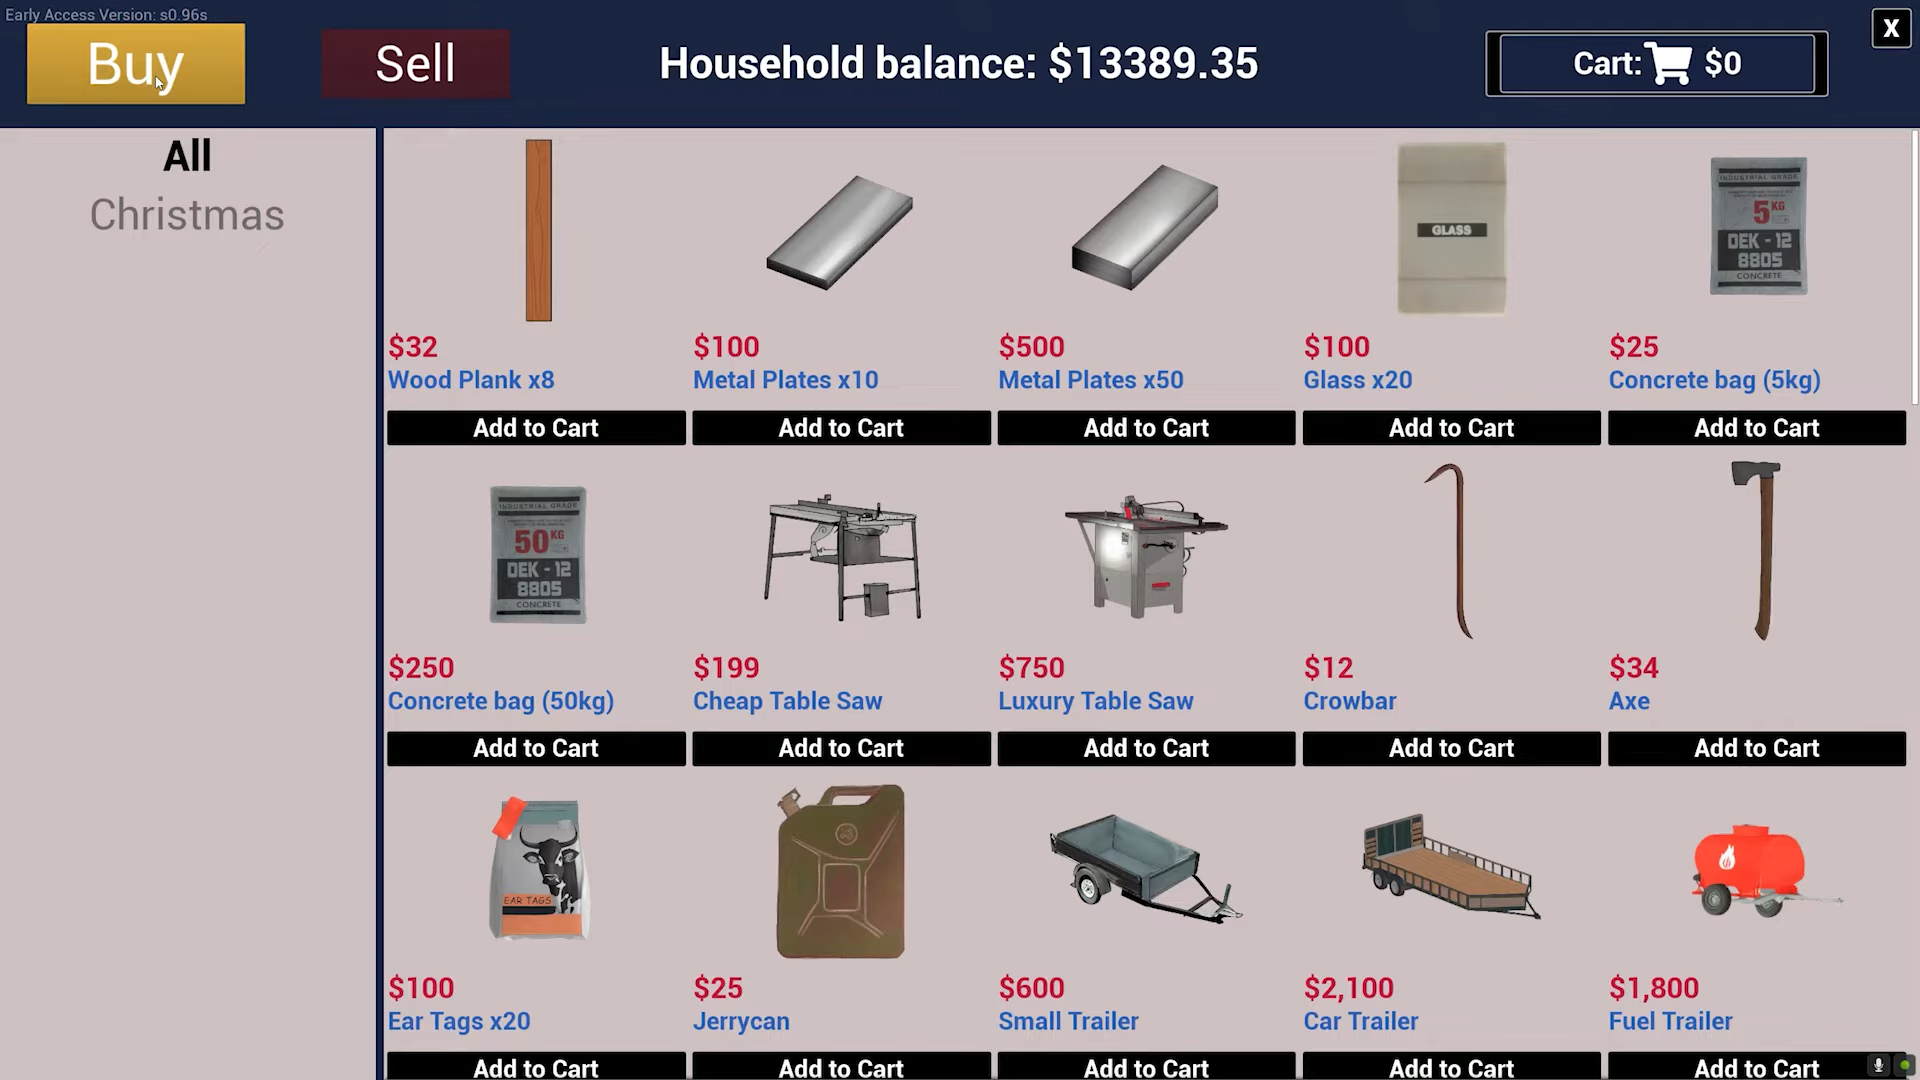 Early Access Version: s0.96s
Buy
Sell
Household balance: $13389.35
Cart: $0
X
All
Christmas
GLASS
INDUSTRIAL GRADE
5 KG
DEK - 12
8805
CONCRETE
$32
Wood Plank x8
Add to Cart
$100
Metal Plates x10
Add to Cart
$500
Metal Plates x50
Add to Cart
$100
Glass x20
Add to Cart
$25
Concrete bag (5kg)
Add to Cart
INDUSTRIAL GRADE
50 KG
DEK - 12
8805
CONCRETE
$250
Concrete bag (50kg)
Add to Cart
$199
Cheap Table Saw
Add to Cart
$750
Luxury Table Saw
Add to Cart
$12
Crowbar
Add to Cart
$34
Axe
Add to Cart
EAR TAGS
$100
Ear Tags x20
Add to Cart
$25
Jerrycan
Add to Cart
$600
Small Trailer
Add to Cart
$2,100
Car Trailer
Add to Cart
$1,800
Fuel Trailer
Add to Cart